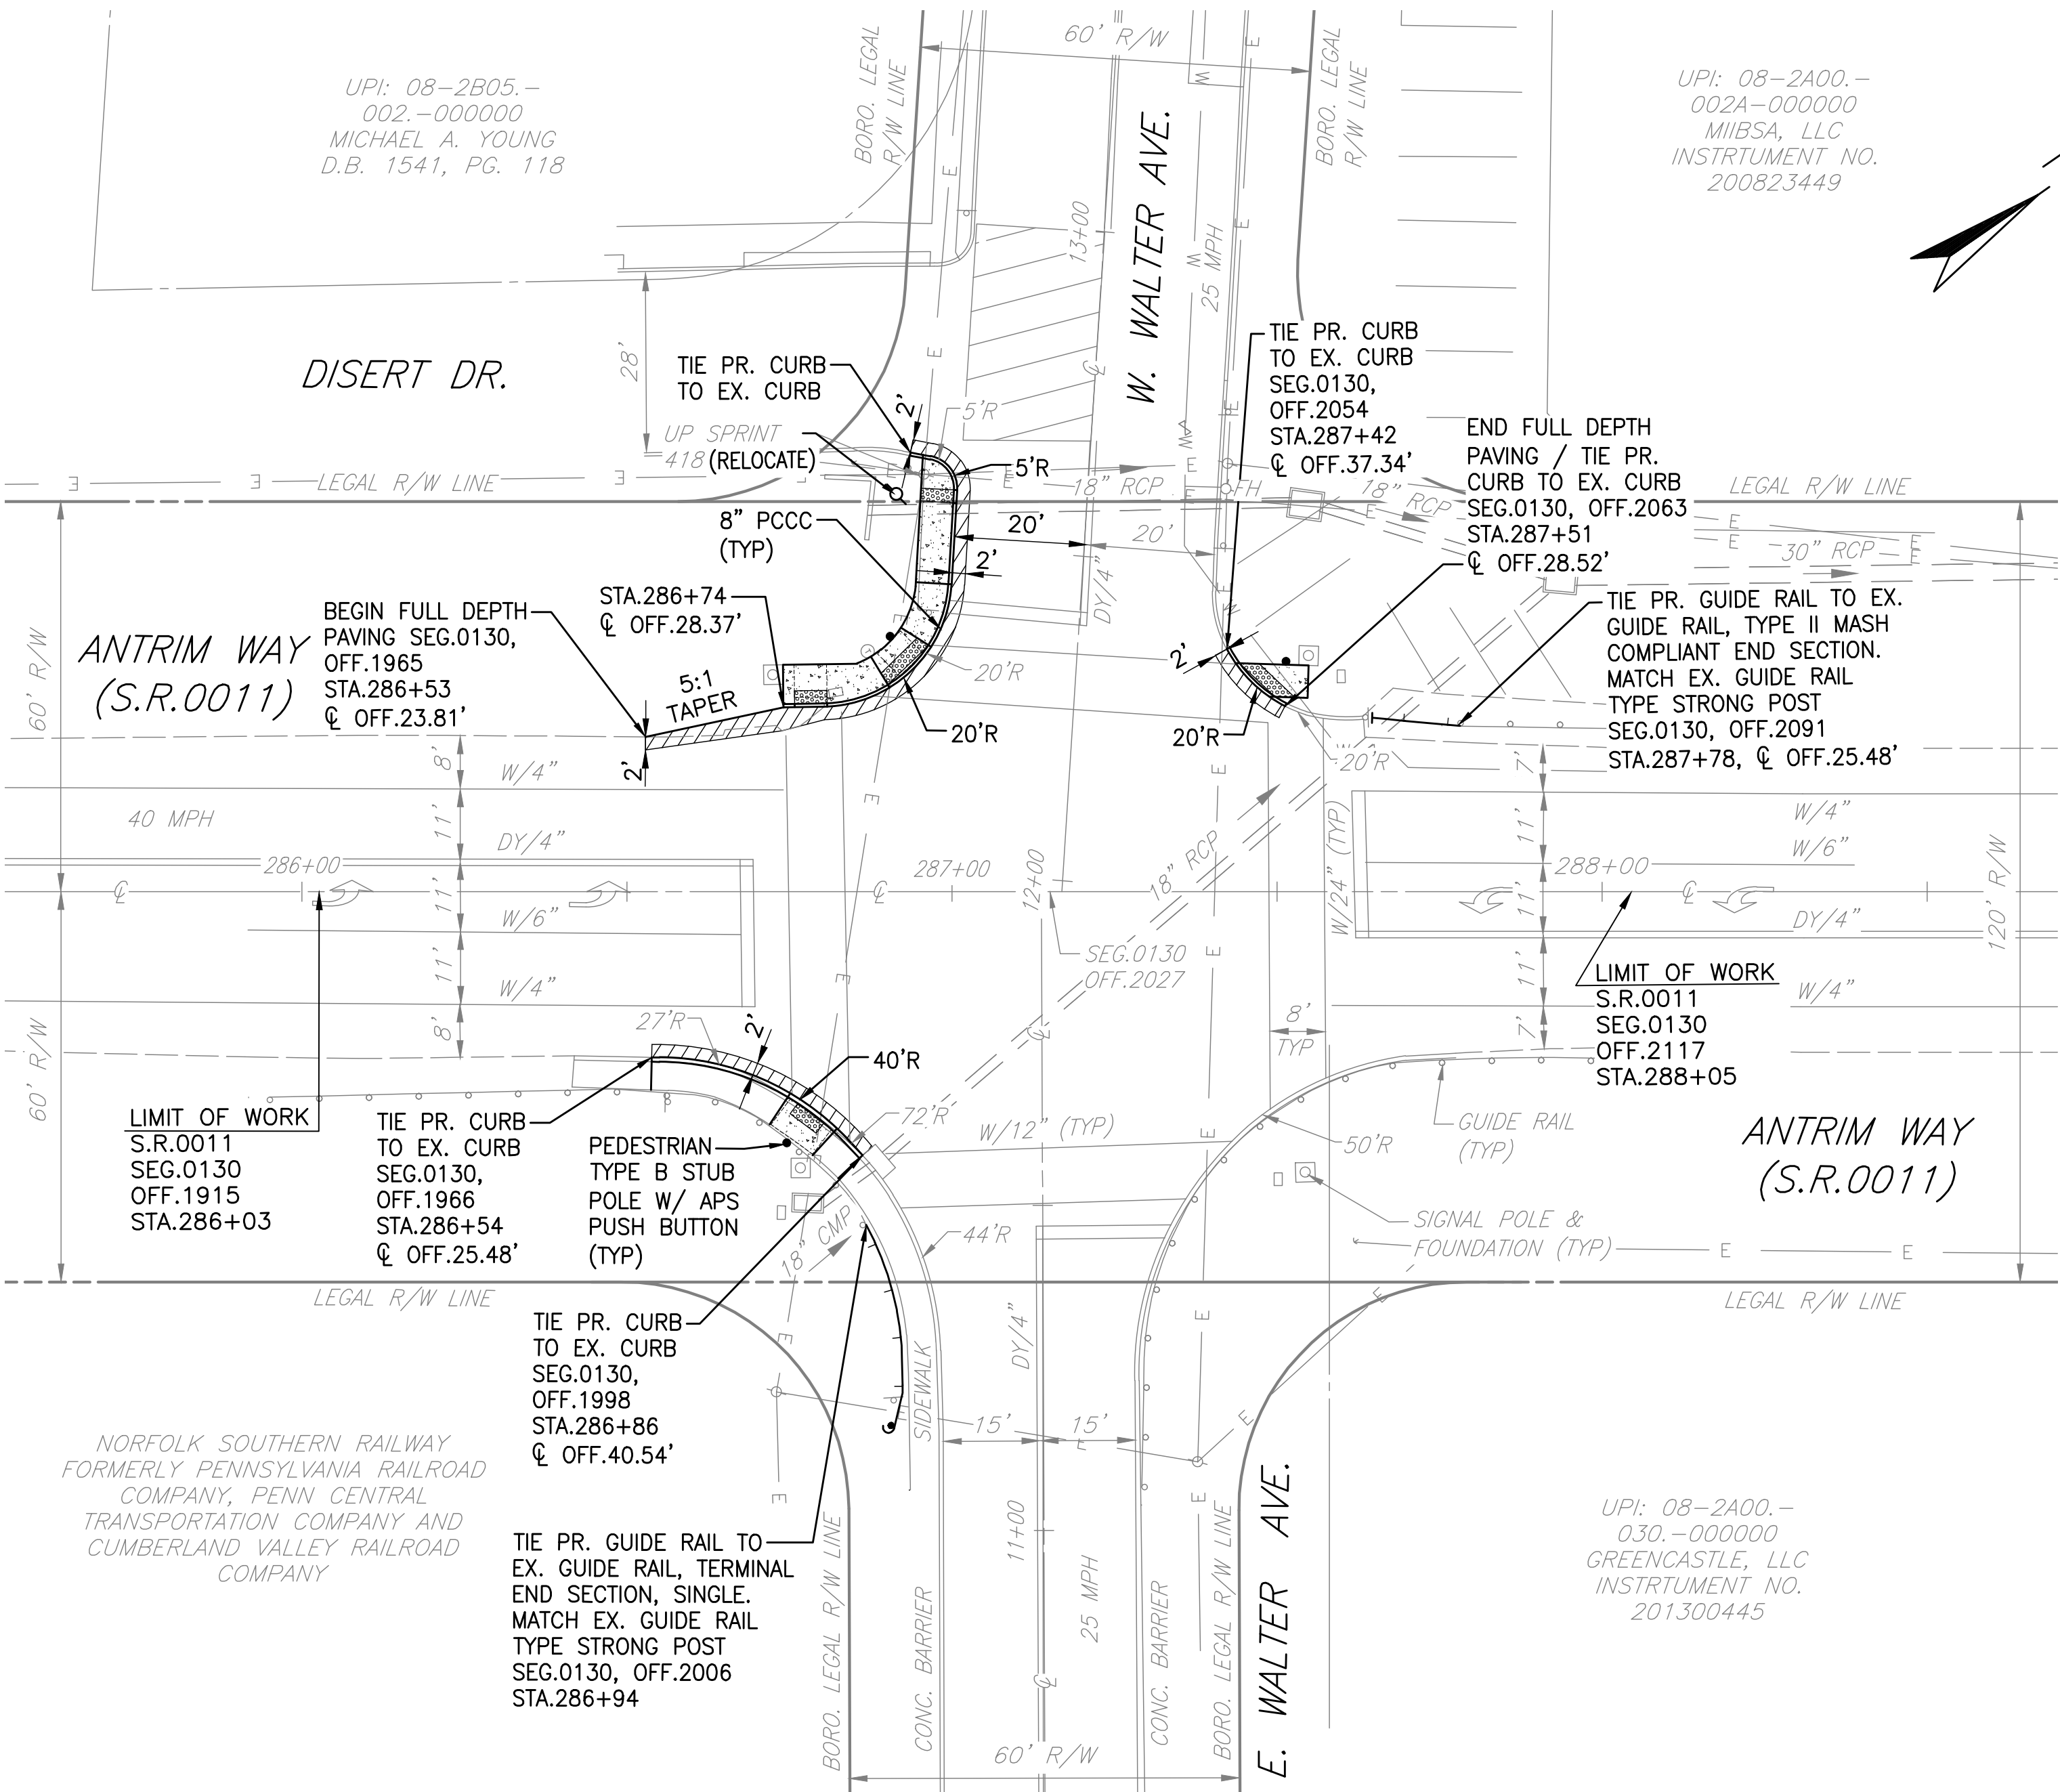 60' R/W
BORO. LEGAL
R/W LINE
BORO. LEGAL
R/W LINE
UPI: 08-2B05.-
002.-000000
MICHAEL A. YOUNG
D.B. 1541, PG. 118
UPI: 08-2A00.-
002A-000000
MIIBSA, LLC
INSTRTUMENT NO.
200823449
W. WALTER AVE.
13+00
25 MPH
W
W
E
E
E
E
E
28'
DISERT DR.
TIE PR. CURB
TO EX. CURB
2'
5'R
UP SPRINT
418 (RELOCATE)
5'R
TIE PR. CURB
TO EX. CURB
SEG.0130,
OFF.2054
STA.287+42
℄ OFF.37.34'
END FULL DEPTH
PAVING / TIE PR.
CURB TO EX. CURB
SEG.0130, OFF.2063
STA.287+51
℄ OFF.28.52'
LEGAL R/W LINE
LEGAL R/W LINE
18" RCP
FH
18" RCP
30" RCP
8" PCCC
(TYP)
20'
20'
2'
DY/4"
STA.286+74
℄ OFF.28.37'
BEGIN FULL DEPTH
PAVING SEG.0130,
OFF.1965
STA.286+53
℄ OFF.23.81'
ANTRIM WAY
(S.R.0011)
60' R/W
5:1
TAPER
20'R
20'R
2'
2'
20'R
20'R
TIE PR. GUIDE RAIL TO EX.
GUIDE RAIL, TYPE II MASH
COMPLIANT END SECTION.
MATCH EX. GUIDE RAIL
TYPE STRONG POST
SEG.0130, OFF.2091
STA.287+78, ℄ OFF.25.48'
8'
W/4"
7'
40 MPH
11'
DY/4"
11'
W/4"
W/6"
286+00
287+00
288+00
12+00
18" RCP
W/24" (TYP)
℄
℄
℄
11'
W/6"
11'
DY/4"
120' R/W
11'
W/4"
11'
W/4"
SEG.0130
OFF.2027
LIMIT OF WORK
S.R.0011
SEG.0130
OFF.2117
STA.288+05
8'
7'
60' R/W
27'R
2'
40'R
8'
TYP
72'R
W/12" (TYP)
50'R
GUIDE RAIL
(TYP)
ANTRIM WAY
(S.R.0011)
LIMIT OF WORK
S.R.0011
SEG.0130
OFF.1915
STA.286+03
TIE PR. CURB
TO EX. CURB
SEG.0130,
OFF.1966
STA.286+54
℄ OFF.25.48'
PEDESTRIAN
TYPE B STUB
POLE W/ APS
PUSH BUTTON
(TYP)
18" CMP
44'R
SIGNAL POLE &
FOUNDATION (TYP)
E
E
LEGAL R/W LINE
LEGAL R/W LINE
TIE PR. CURB
TO EX. CURB
SEG.0130,
OFF.1998
STA.286+86
℄ OFF.40.54'
DY/4"
SIDEWALK
15'
15'
NORFOLK SOUTHERN RAILWAY
FORMERLY PENNSYLVANIA RAILROAD
COMPANY, PENN CENTRAL
TRANSPORTATION COMPANY AND
CUMBERLAND VALLEY RAILROAD
COMPANY
TIE PR. GUIDE RAIL TO
EX. GUIDE RAIL, TERMINAL
END SECTION, SINGLE.
MATCH EX. GUIDE RAIL
TYPE STRONG POST
SEG.0130, OFF.2006
STA.286+94
BORO. LEGAL R/W LINE
CONC. BARRIER
11+00
25 MPH
℄
CONC. BARRIER
BORO. LEGAL R/W LINE
E. WALTER AVE.
UPI: 08-2A00.-
030.-000000
GREENCASTLE, LLC
INSTRTUMENT NO.
201300445
60' R/W